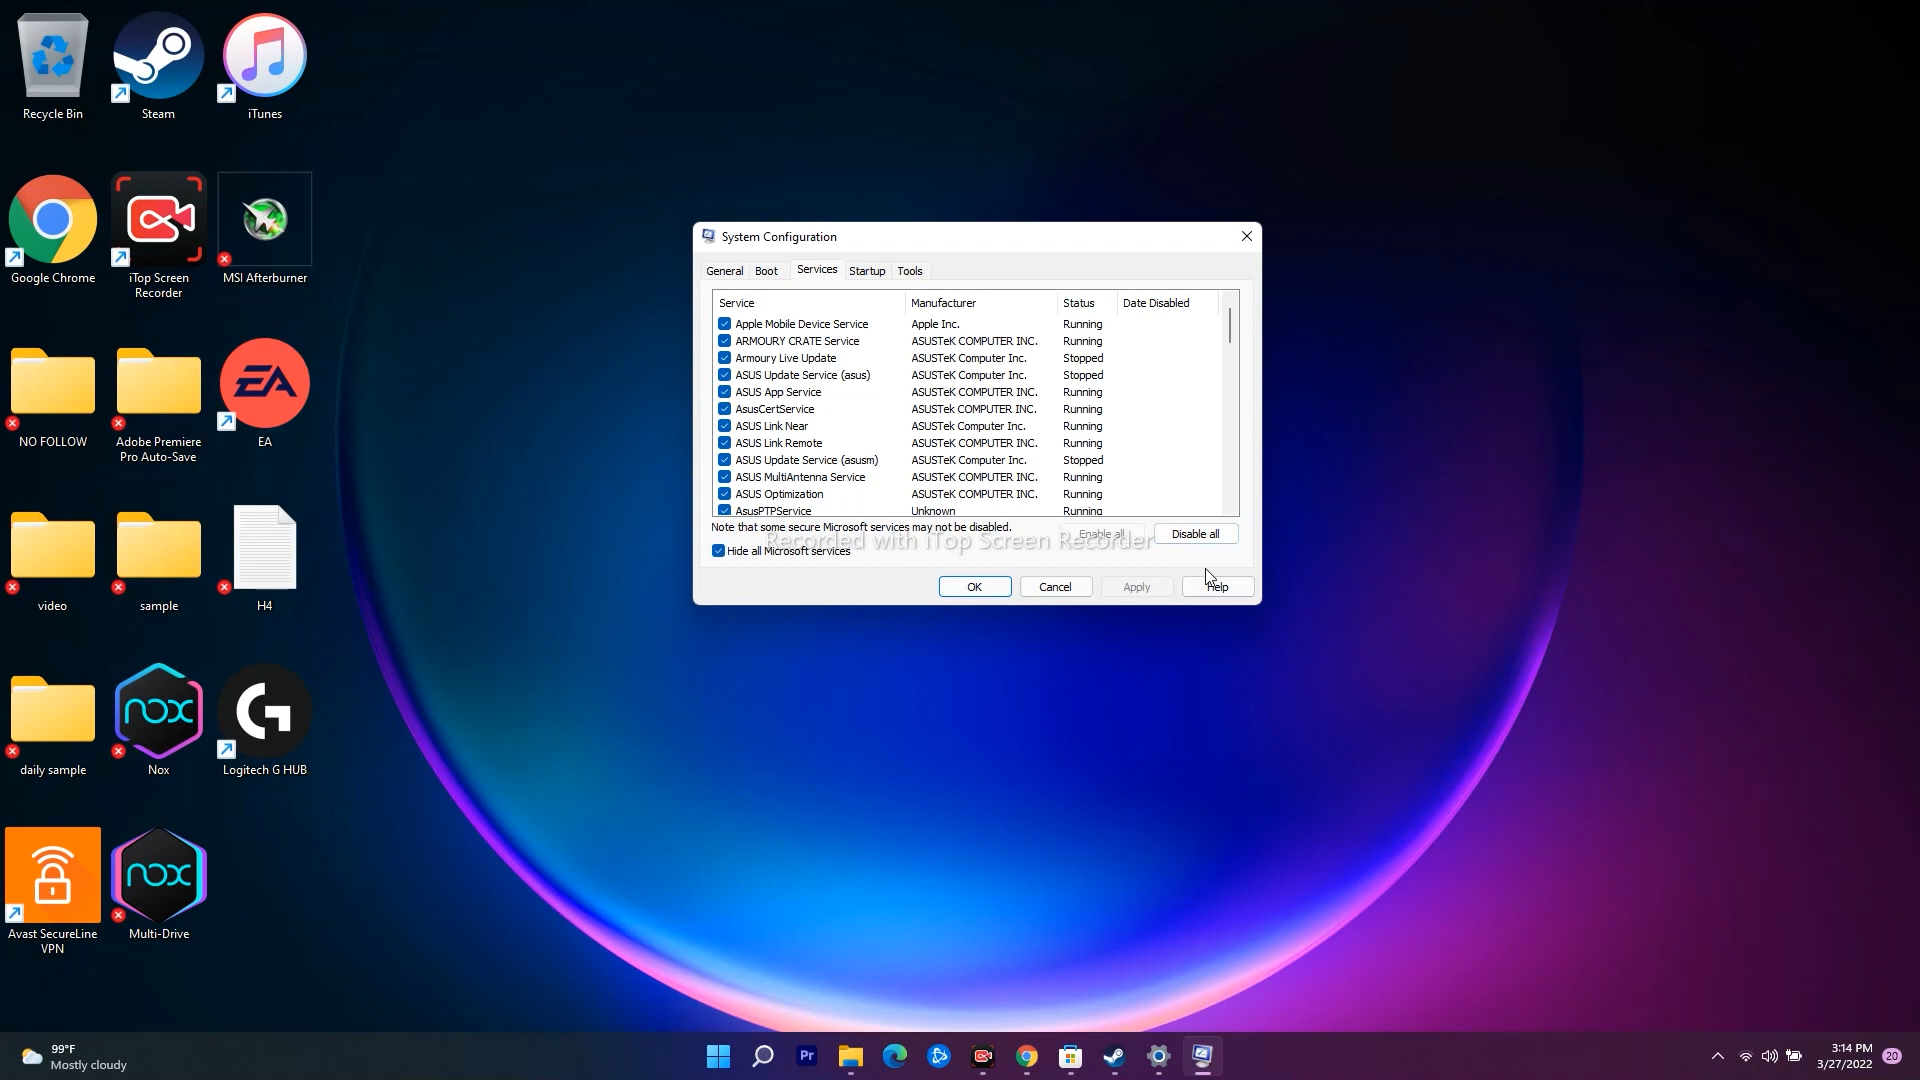 Recycle Bin
Steam
iTunes
Google Chrome
iTop Screen
Recorder
MSI Afterburner
NO FOLLOW
Adobe Premiere
Pro Auto-Save
EA
EA
video
sample
H4
daily sample
nox
Nox
G
Logitech G HUB
Avast SecureLine
VPN
nox
Multi-Drive
System Configuration
General Boot Services Startup Tools
Service Manufacturer Status Date Disabled
Apple Mobile Device Service Apple Inc. Running
ARMOURY CRATE Service ASUSTeK COMPUTER INC. Running
Armoury Live Update ASUSTeK Computer Inc. Stopped
ASUS Update Service (asus) ASUSTeK Computer Inc. Stopped
ASUS App Service ASUSTeK COMPUTER INC. Running
AsusCertService ASUSTek COMPUTER INC. Running
ASUS Link Near ASUSTek Computer Inc. Running
ASUS Link Remote ASUSTeK COMPUTER INC. Running
ASUS Update Service (asusm) ASUSTeK Computer Inc. Stopped
ASUS MultiAntenna Service ASUSTeK COMPUTER INC. Running
ASUS Optimization ASUSTeK COMPUTER INC. Running
AsusPTPService Unknown Running
Note that some secure Microsoft services may not be disabled.
Enable all Disable all
Recorded with iTop Screen Recorder
Hide all Microsoft services
OK Cancel Apply Help
99°F
Mostly cloudy
Pr
3:14 PM
3/27/2022
20